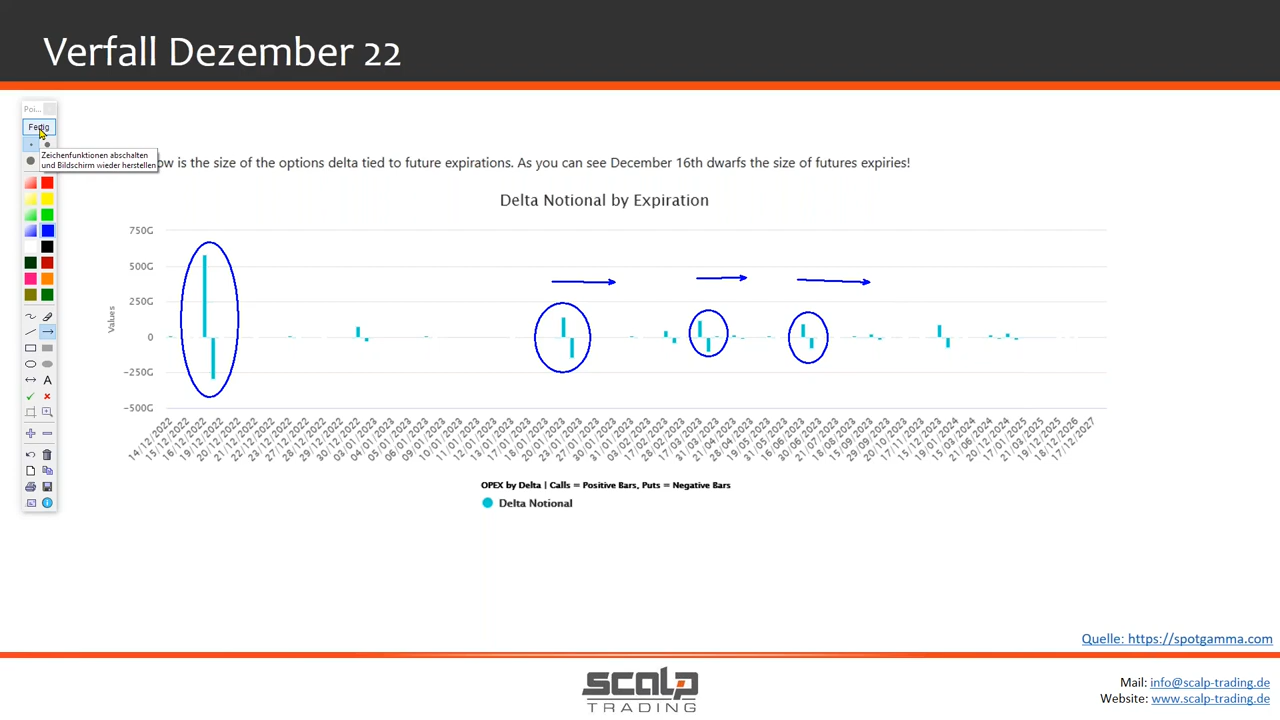 Verfall Dezember 22
Poi...
Fertig
Zeichenfunktionen abschalten
und Bildschirm wieder herstellen
ow is the size of the options delta tied to future expirations. As you can see December 16th dwarfs the size of futures expiries!
Delta Notional by Expiration
750G
500G
250G
0
−250G
−500G
Values
A
14/12/2022
15/12/2022
16/12/2022
19/12/2022
20/12/2022
21/12/2022
22/12/2022
23/12/2022
27/12/2022
28/12/2022
29/12/2022
30/12/2022
03/01/2023
04/01/2023
05/01/2023
06/01/2023
09/01/2023
10/01/2023
11/01/2023
13/01/2023
17/01/2023
20/01/2023
23/01/2023
27/01/2023
30/01/2023
31/01/2023
03/02/2023
17/02/2023
28/02/2023
17/03/2023
31/03/2023
21/04/2023
28/04/2023
19/05/2023
31/05/2023
16/06/2023
30/06/2023
21/07/2023
18/08/2023
15/09/2023
29/09/2023
20/10/2023
17/11/2023
15/12/2023
19/01/2024
15/03/2024
21/06/2024
20/12/2024
17/01/2025
21/03/2025
19/12/2025
18/12/2026
17/12/2027
OPEX by Delta | Calls = Positive Bars, Puts = Negative Bars
Delta Notional
Quelle: https://spotgamma.com
SCALP
TRADING
Mail: info@scalp-trading.de
Website: www.scalp-trading.de